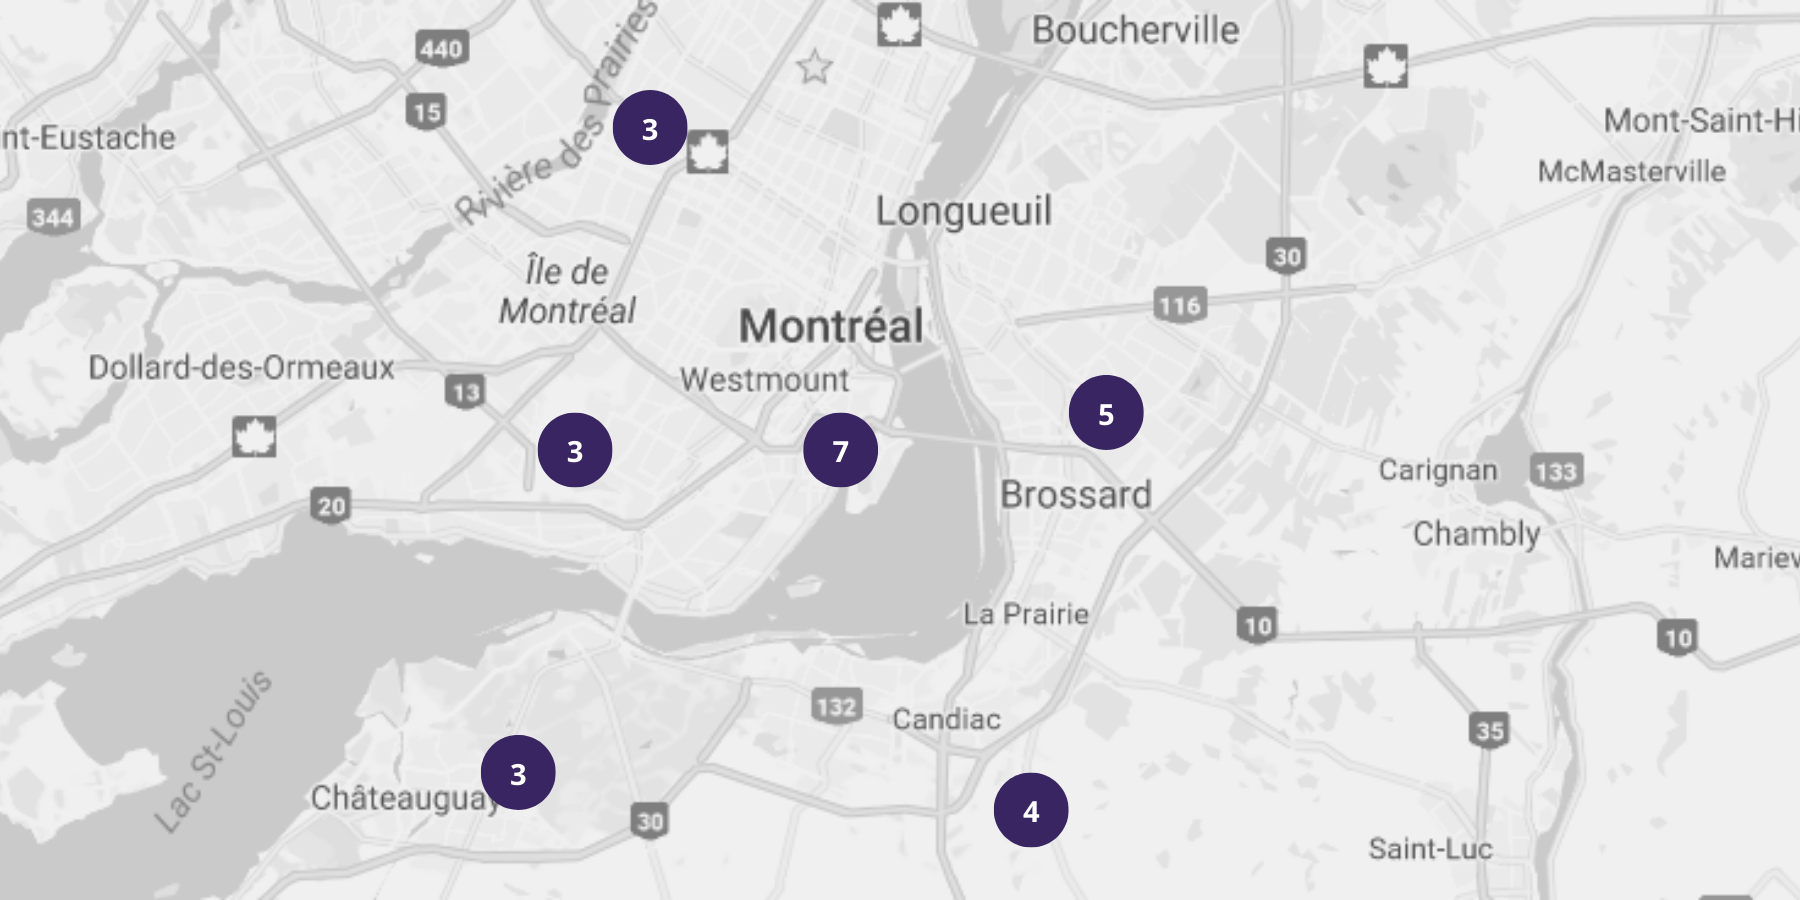 Boucherville
440
15
Rivière des Prairies
3
nt-Eustache
Mont-Saint-Hi
McMasterville
344
Longueuil
30
Île de
Montréal
116
Montréal
Dollard-des-Ormeaux
Westmount
13
5
3
7
Carignan
133
20
Brossard
Chambly
Mariev
La Prairie
10
10
Lac St-Louis
132
Candiac
35
3
Châteauguay
30
4
Saint-Luc